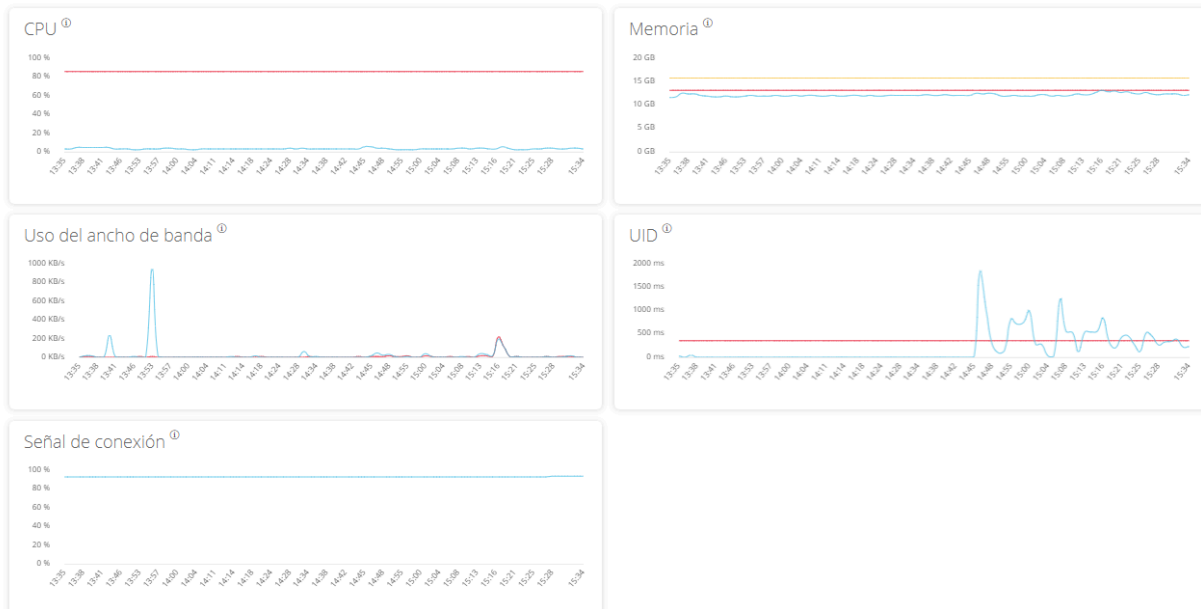 CPU ⓘ
100 %
80 %
60 %
40 %
20 %
0 %
13:35 13:38 13:41 13:46 13:53 13:57 14:00 14:04 14:11 14:14 14:18 14:24 14:28 14:34 14:38 14:42 14:45 14:48 14:55 15:00 15:04 15:08 15:13 15:16 15:21 15:25 15:28 15:34
Memoria ⓘ
20 GB
15 GB
10 GB
5 GB
0 GB
13:35 13:38 13:41 13:46 13:53 13:57 14:00 14:04 14:11 14:14 14:18 14:24 14:28 14:34 14:38 14:42 14:45 14:48 14:55 15:00 15:04 15:08 15:13 15:16 15:21 15:25 15:28 15:34
Uso del ancho de banda ⓘ
1000 KB/s
800 KB/s
600 KB/s
400 KB/s
200 KB/s
0 KB/s
13:35 13:38 13:41 13:46 13:53 13:57 14:00 14:04 14:11 14:14 14:18 14:24 14:28 14:34 14:38 14:42 14:45 14:48 14:55 15:00 15:04 15:08 15:13 15:16 15:21 15:25 15:28 15:34
UID ⓘ
2000 ms
1500 ms
1000 ms
500 ms
0 ms
13:35 13:38 13:41 13:46 13:53 13:57 14:00 14:04 14:11 14:14 14:18 14:24 14:28 14:34 14:38 14:42 14:45 14:48 14:55 15:00 15:04 15:08 15:13 15:16 15:21 15:25 15:28 15:34
Señal de conexión ⓘ
100 %
80 %
60 %
40 %
20 %
0 %
13:35 13:38 13:41 13:46 13:53 13:57 14:00 14:04 14:11 14:14 14:18 14:24 14:28 14:34 14:38 14:42 14:45 14:48 14:55 15:00 15:04 15:08 15:13 15:16 15:21 15:25 15:28 15:34